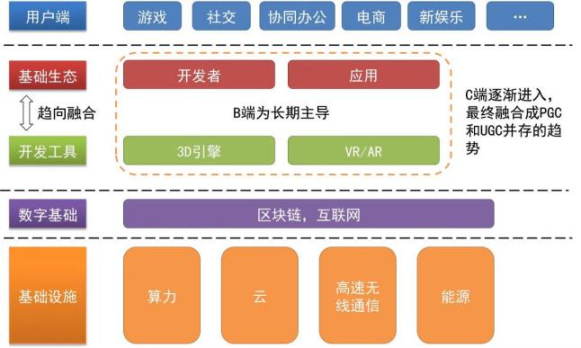 用户端
游戏
社交
协同办公
电商
新娱乐
…
基础生态
开发者
应用
趋向融合
B端为长期主导
C端逐渐进入，
最终融合成PGC
和UGC并存的趋
势
开发工具
3D引擎
VR/AR
数字基础
区块链，互联网
基础设施
算力
云
高速无
线通信
能源